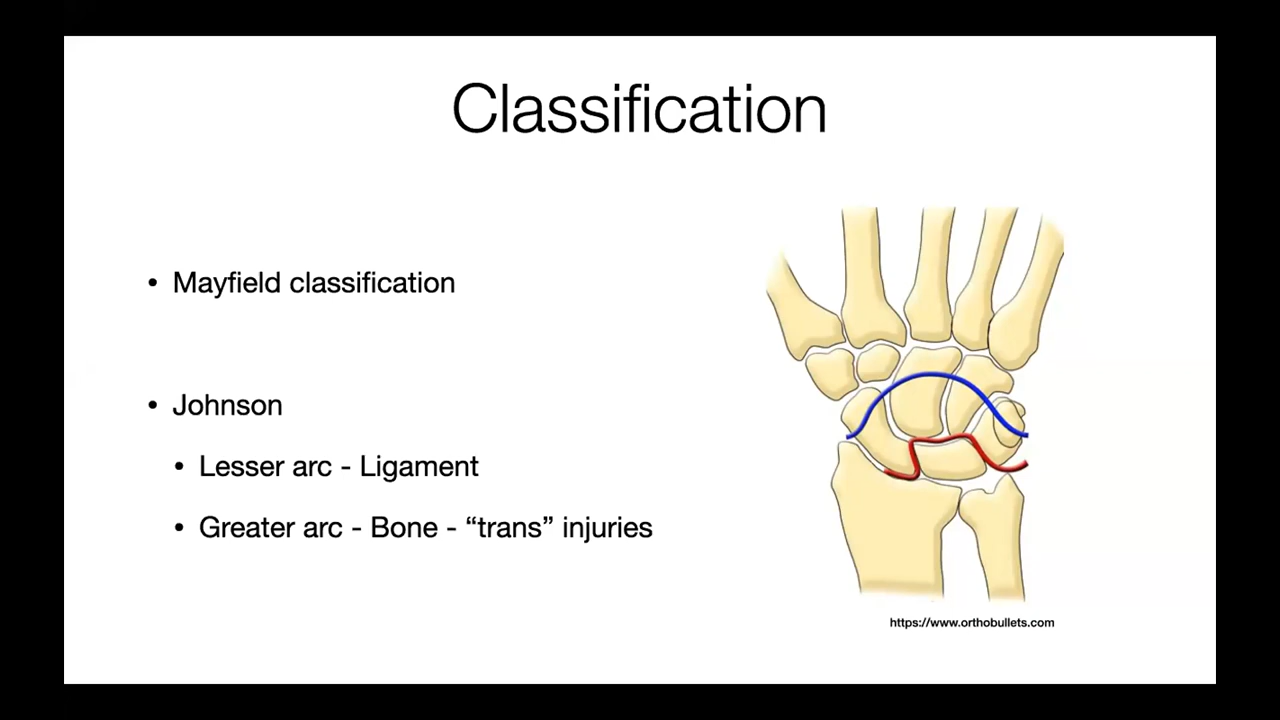 Classification
• Mayfield classification
• Johnson
• Lesser arc - Ligament
• Greater arc - Bone - “trans” injuries
https://www.orthobullets.com